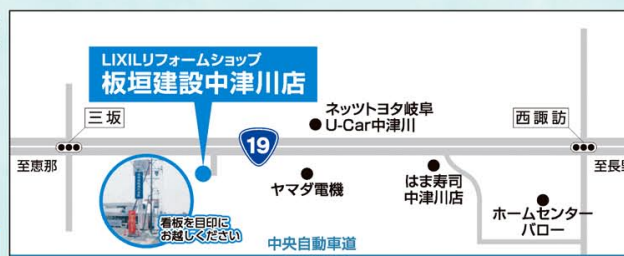 LIXILリフォームショップ
板垣建設中津川店
三坂
ネッツトヨタ岐阜
U-Car中津川
西諏訪
19
至恵那
至長野
ヤマダ電機
はま寿司
中津川店
ホームセンター
バロー
看板を目印に
お越しください
中央自動車道